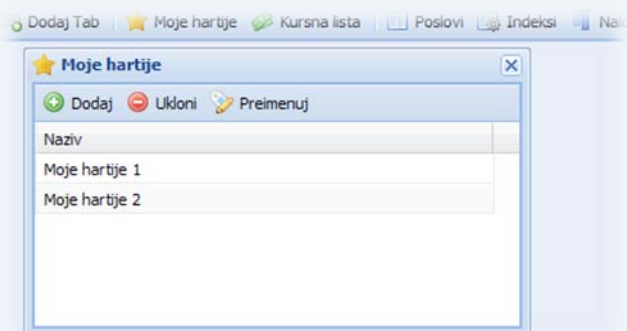 Dodaj Tab Moje hartije Kursna lista Poslovi Indeksi
Moje hartije
Dodaj Ukloni Preimenuj
Naziv
Moje hartije 1
Moje hartije 2